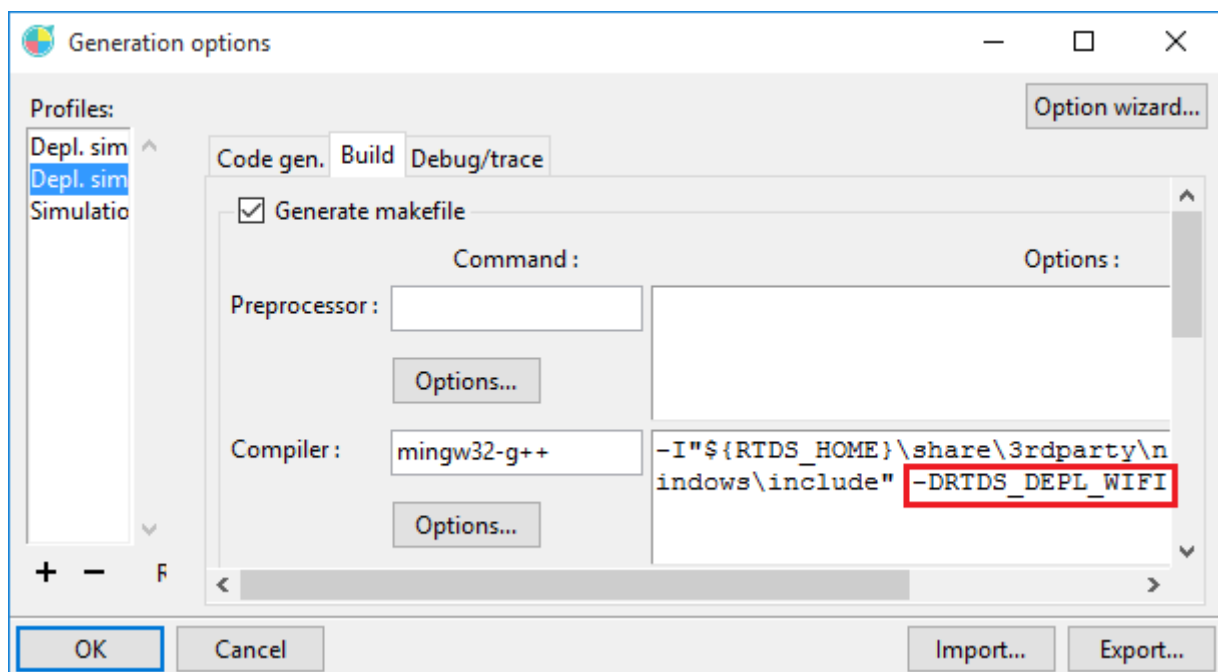 Generation options
Profiles:
Option wizard...
Depl. sim
Depl. sim
Simulatio
Code gen.
Build
Debug/trace
Generate makefile
Command :
Options :
Preprocessor :
Options...
Compiler :
mingw32-g++
-I"${RTDS_HOME}\share\3rdparty\n
indows\include" -DRTDS_DEPL_WIFI
Options...
+ −
OK
Cancel
Import...
Export...